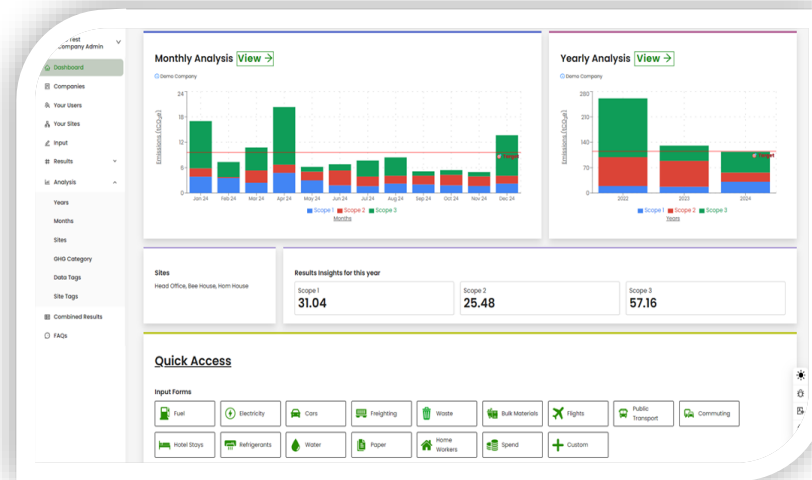 Test
Company Admin
Dashboard
Companies
Your Users
Your Sites
Input
Results
Analysis
Years
Months
Sites
GHG Category
Data Tags
Site Tags
Combined Results
FAQs
Monthly Analysis View →
Demo Company
Emissions (tCO₂e)
24
18
12
6
0
Target
Jan 24 Feb 24 Mar 24 Apr 24 May 24 Jun 24 Jul 24 Aug 24 Sep 24 Oct 24 Nov 24 Dec 24
Scope 1 Scope 2 Scope 3
Months
Yearly Analysis View →
Demo Company
Emissions (tCO₂e)
280
210
140
70
0
Target
2022 2023 2024
Scope 1 Scope 2 Scope 3
Years
Sites
Head Office, Bee House, Horn House
Results Insights for this year
Scope 1
31.04
Scope 2
25.48
Scope 3
57.16
Quick Access
Input Forms
Fuel
Electricity
Cars
Freighting
Waste
Bulk Materials
Flights
Public
Transport
Commuting
Hotel Stays
Refrigerants
Water
Paper
Home
Workers
Spend
Custom